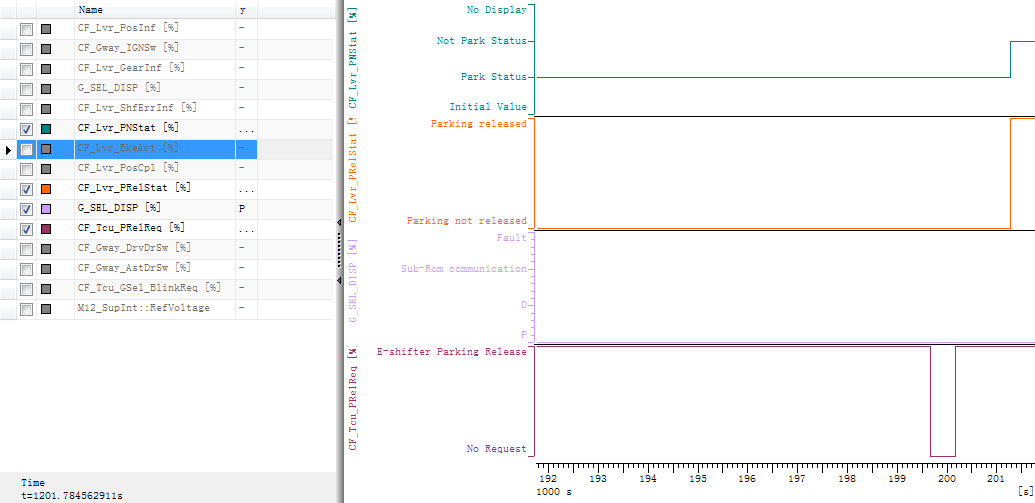 Name y
CF_Lvr_PosInf [%] -
CF_Gway_IGNSw [%] -
CF_Lvr_GearInf [%] -
G_SEL_DISP [%] -
CF_Lvr_ShfErrInf [%] -
CF_Lvr_PNStat [%] ...
CF_Lvr_BkeAct [%] -
CF_Lvr_PosCpl [%] -
CF_Lvr_PRelStat [%] ...
G_SEL_DISP [%] P
CF_Tcu_PRelReq [%] ...
CF_Gway_DrvDrSw [%] -
CF_Gway_AstDrSw [%] -
CF_Tcu_GSel_BlinkReq [%] -
M12_SupInt::RefVoltage -
Time
t=1201.784562911s
CF_Lvr_PNStat [%]
No Display
Not Park Status
Park Status
Initial Value
CF_Lvr_PRelStat
Parking released
Parking not released
G_SEL_DISP [%]
Fault
Sub-Rom communication
D
P
CF_Tcu_PRelReq [%]
E-shifter Parking Release
No Request
192 193 194 195 196 197 198 199 200 201
1000 s [s]